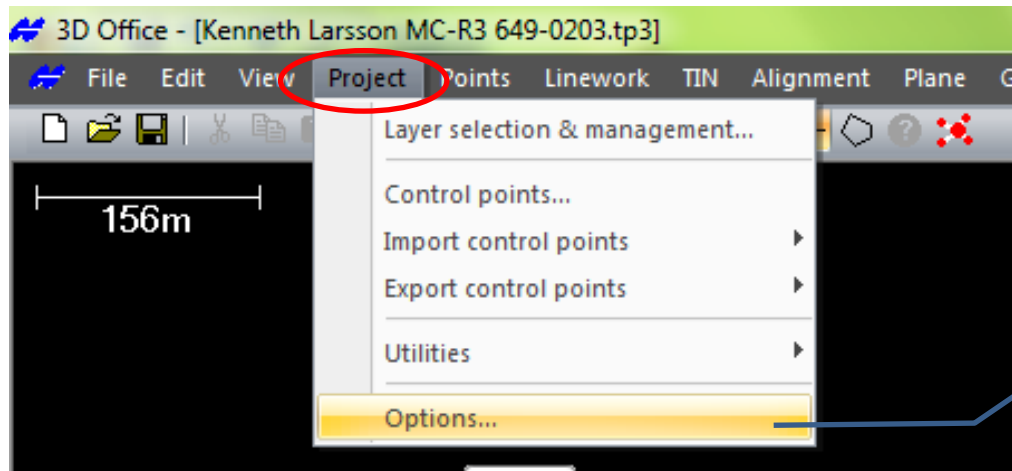 3D Office - [Kenneth Larsson MC-R3 649-0203.tp3]
File Edit View Project Points Linework TIN Alignment Plane G
Layer selection & management...
156m
Control points...
Import control points
Export control points
Utilities
Options...